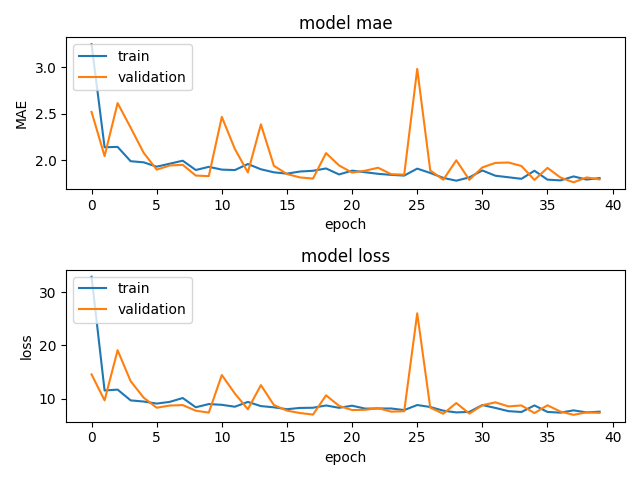 model mae
train
validation
3.0
2.5
2.0
MAE
0 5 10 15 20 25 30 35 40
epoch
model loss
train
validation
30
20
10
loss
0 5 10 15 20 25 30 35 40
epoch